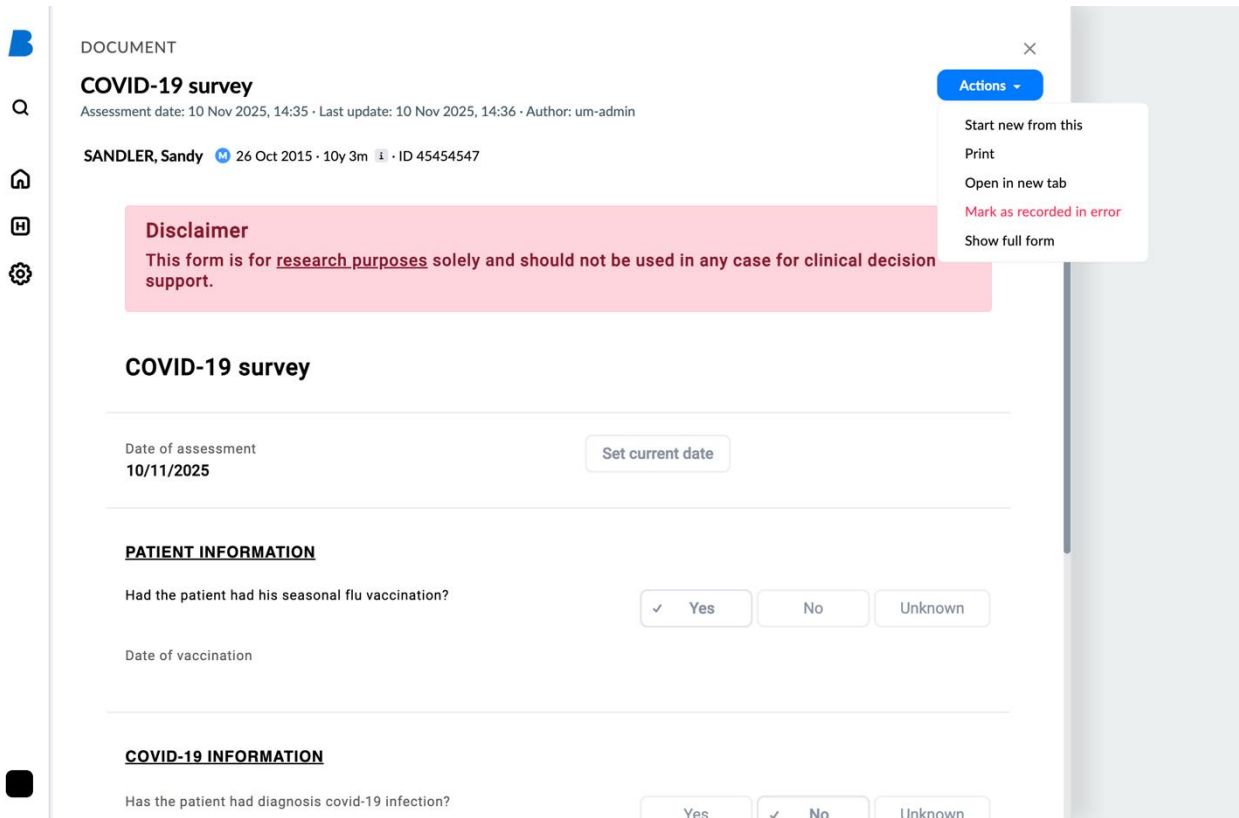 DOCUMENT
COVID-19 survey
Actions
Assessment date: 10 Nov 2025, 14:35 · Last update: 10 Nov 2025, 14:36 · Author: um-admin
Start new from this
Print
Open in new tab
Mark as recorded in error
Show full form
SANDLER, Sandy M 26 Oct 2015 · 10y 3m i · ID 45454547
Disclaimer
This form is for research purposes solely and should not be used in any case for clinical decision
support.
COVID-19 survey
Date of assessment
10/11/2025
Set current date
PATIENT INFORMATION
Had the patient had his seasonal flu vaccination?
Yes No Unknown
Date of vaccination
COVID-19 INFORMATION
Has the patient had diagnosis covid-19 infection?
Yes No Unknown